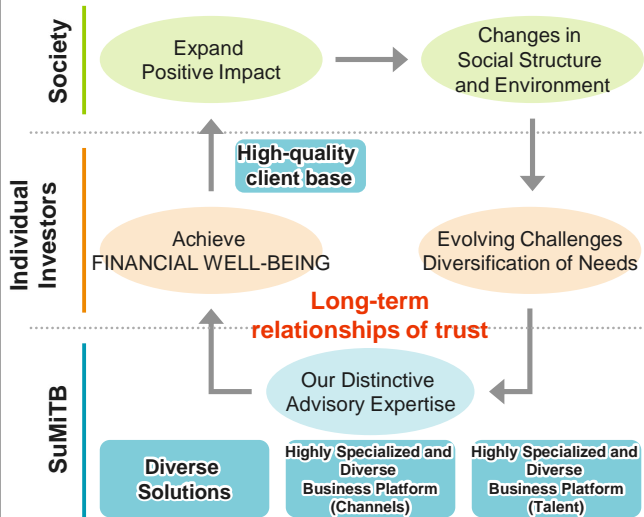 Society
Expand
Positive Impact
Changes in
Social Structure
and Environment
High-quality
client base
Individual
Investors
Achieve
FINANCIAL WELL-BEING
Evolving Challenges
Diversification of Needs
Long-term
relationships of trust
SuMiTB
Our Distinctive
Advisory Expertise
Diverse
Solutions
Highly Specialized and
Diverse
Business Platform
(Channels)
Highly Specialized and
Diverse
Business Platform
(Talent)